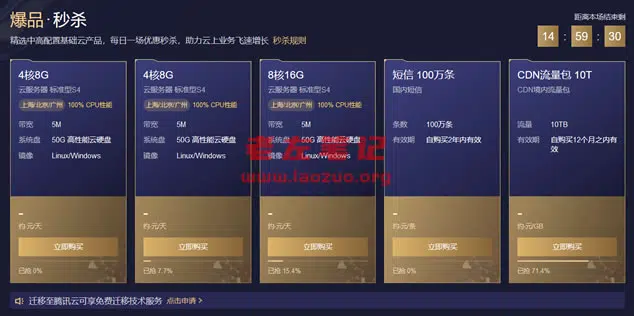 爆品·秒杀
精选中高配置基础云产品，每日一场优惠秒杀，助力云上业务飞速增长 秒杀规则
距离本场结束剩
14 : 59 : 30
4核8G
云服务器 标准型S4
上海/北京/广州 100% CPU性能
带宽 5M
系统盘 50G 高性能云硬盘
镜像 Linux/Windows
-
约-元/天
立即购买
已抢 0%
4核8G
云服务器 标准型S4
上海/北京/广州 100% CPU性能
带宽 5M
系统盘 50G 高性能云硬盘
镜像 Linux/Windows
-
约-元/天
立即购买
已抢 7.7%
8核16G
云服务器 标准型S4
上海/北京/广州 100% CPU性能
带宽 5M
系统盘 50G 高性能云硬盘
镜像 Linux/Windows
-
约-元/天
立即购买
已抢 15.4%
短信 100万条
国内短信
条数 100万条
有效期 自购买2年内有效
-
约-元/条
立即购买
已抢 0%
CDN流量包 10T
CDN境内流量包
流量 10TB
有效期 自购买12个月之内有
效
-
约-元/GB
立即购买
已抢 71.4%
老左笔记
www.laozuo.org
迁移至腾讯云可享免费迁移技术服务 点击申请 >